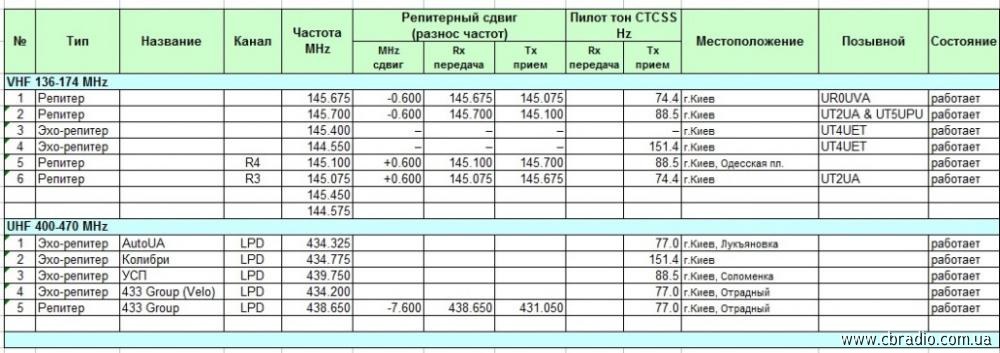 № Тип Название Канал Частота MHz Репитерный сдвиг (разнос частот) Пилот тон CTCSS Hz Местоположение Позывной Состояние
MHz сдвиг Rx передача Tx прием Rx передача Tx прием
VHF 136-174 MHz
1 Репитер 145.675 -0.600 145.675 145.075 74.4 г.Киев UR0UVA работает
2 Репитер 145.700 -0.600 145.700 145.100 88.5 г.Киев UT2UA & UT5UPU работает
3 Эхо-репитер 145.400 – – – – г.Киев UT4UET работает
4 Эхо-репитер 144.550 – – 151.4 г.Киев UT4UET работает
5 Репитер R4 145.100 +0.600 145.100 145.700 88.5 г.Киев, Одесская пл. работает
6 Репитер R3 145.075 +0.600 145.075 145.675 74.4 г.Киев UT2UA работает
145.450
144.575
UHF 400-470 MHz
1 Эхо-репитер AutoUA LPD 434.325 77.0 г.Киев, Лукъяновка работает
2 Эхо-репитер Колибри LPD 434.775 151.4 г.Киев работает
3 Эхо-репитер УСП LPD 439.750 88.5 г.Киев, Соломенка работает
4 Эхо-репитер 433 Group (Velo) LPD 434.200 77.0 г.Киев, Отрадный работает
5 Репитер 433 Group LPD 438.650 -7.600 438.650 431.050 77.0 г.Киев, Отрадный работает
www.cbradio.com.ua